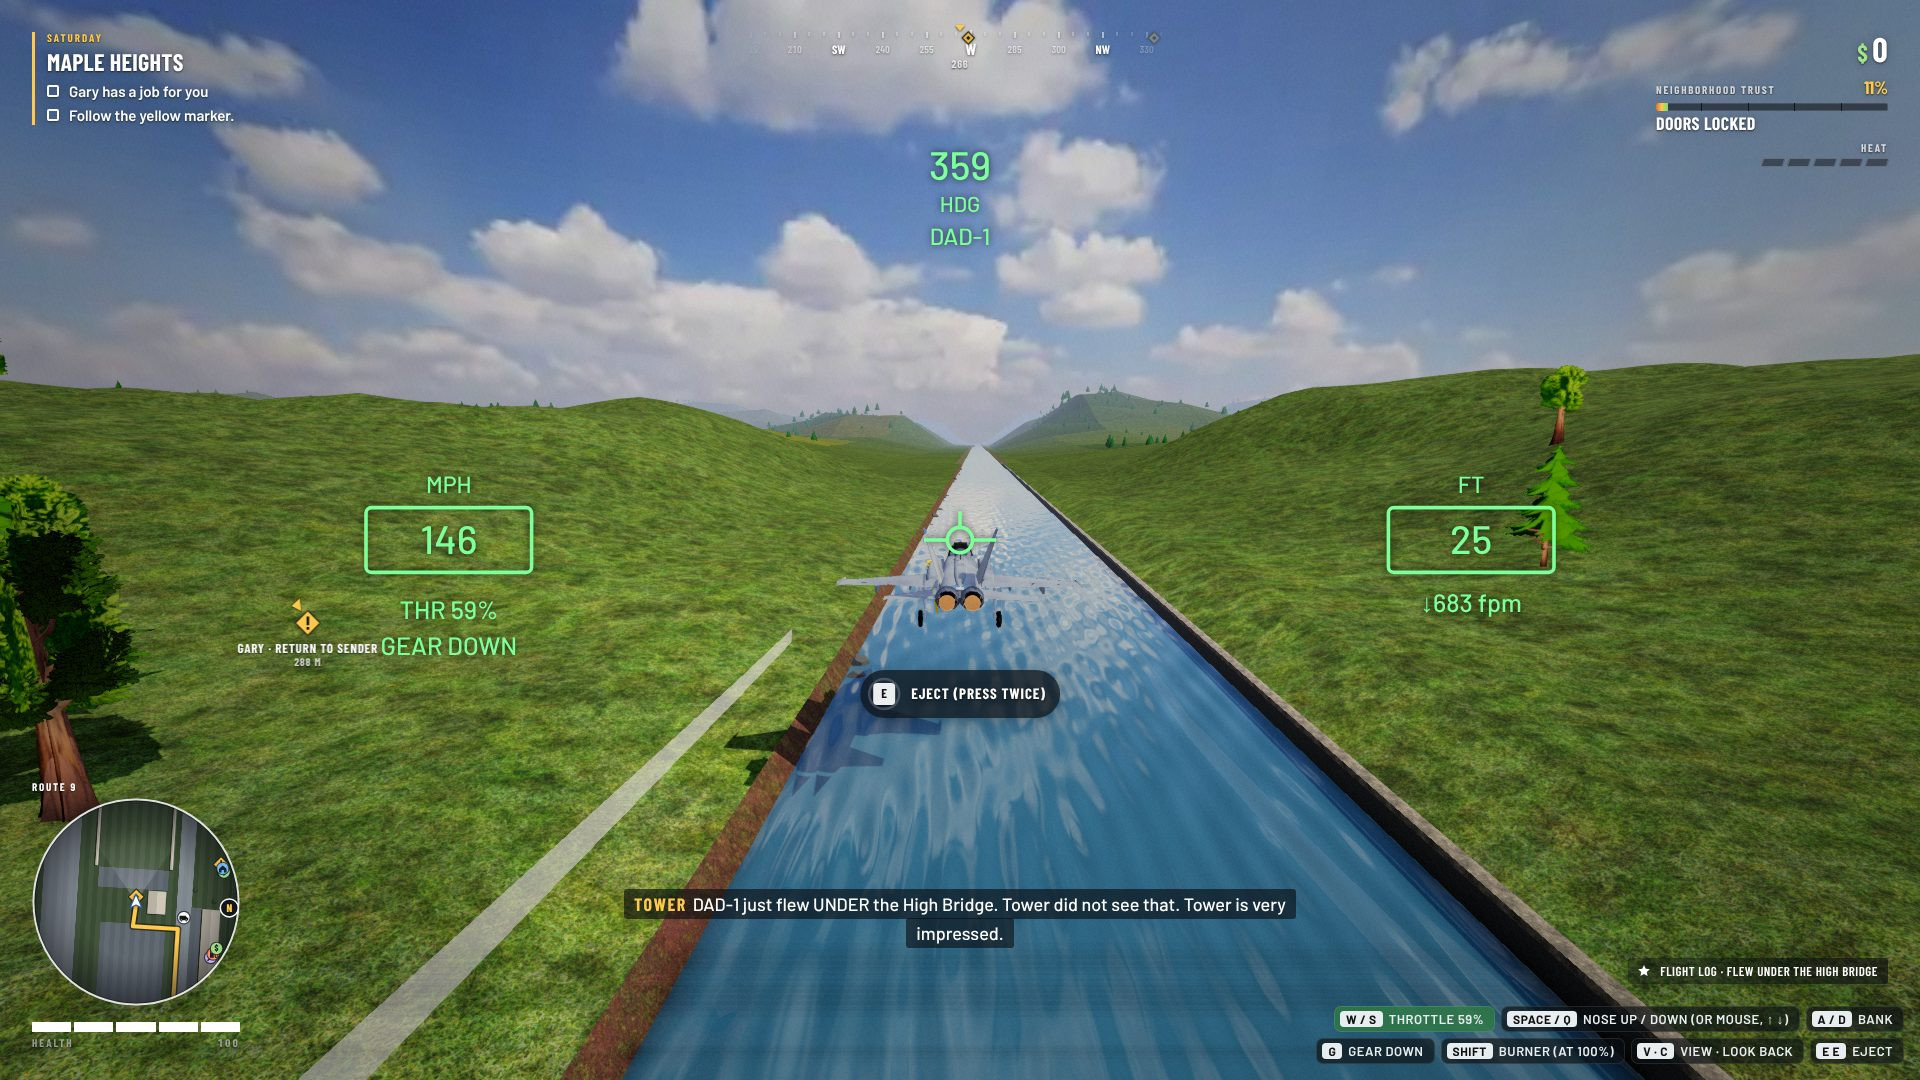 SATURDAY
MAPLE HEIGHTS
Gary has a job for you
Follow the yellow marker.
210 SW 240 255 W 285 300 NW 330
266
$0
NEIGHBORHOOD TRUST 11%
DOORS LOCKED
HEAT
359
HDG
DAD-1
MPH
146
THR 59%
GEAR DOWN
FT
25
↓683 fpm
GARY · RETURN TO SENDER
288 M
E EJECT (PRESS TWICE)
ROUTE 9
N
$
TOWER DAD-1 just flew UNDER the High Bridge. Tower did not see that. Tower is very
impressed.
HEALTH 100
★ FLIGHT LOG · FLEW UNDER THE HIGH BRIDGE
W / S THROTTLE 59% SPACE / Q NOSE UP / DOWN (OR MOUSE, ↑ ↓) A / D BANK
G GEAR DOWN SHIFT BURNER (AT 100%) V · C VIEW · LOOK BACK E E EJECT